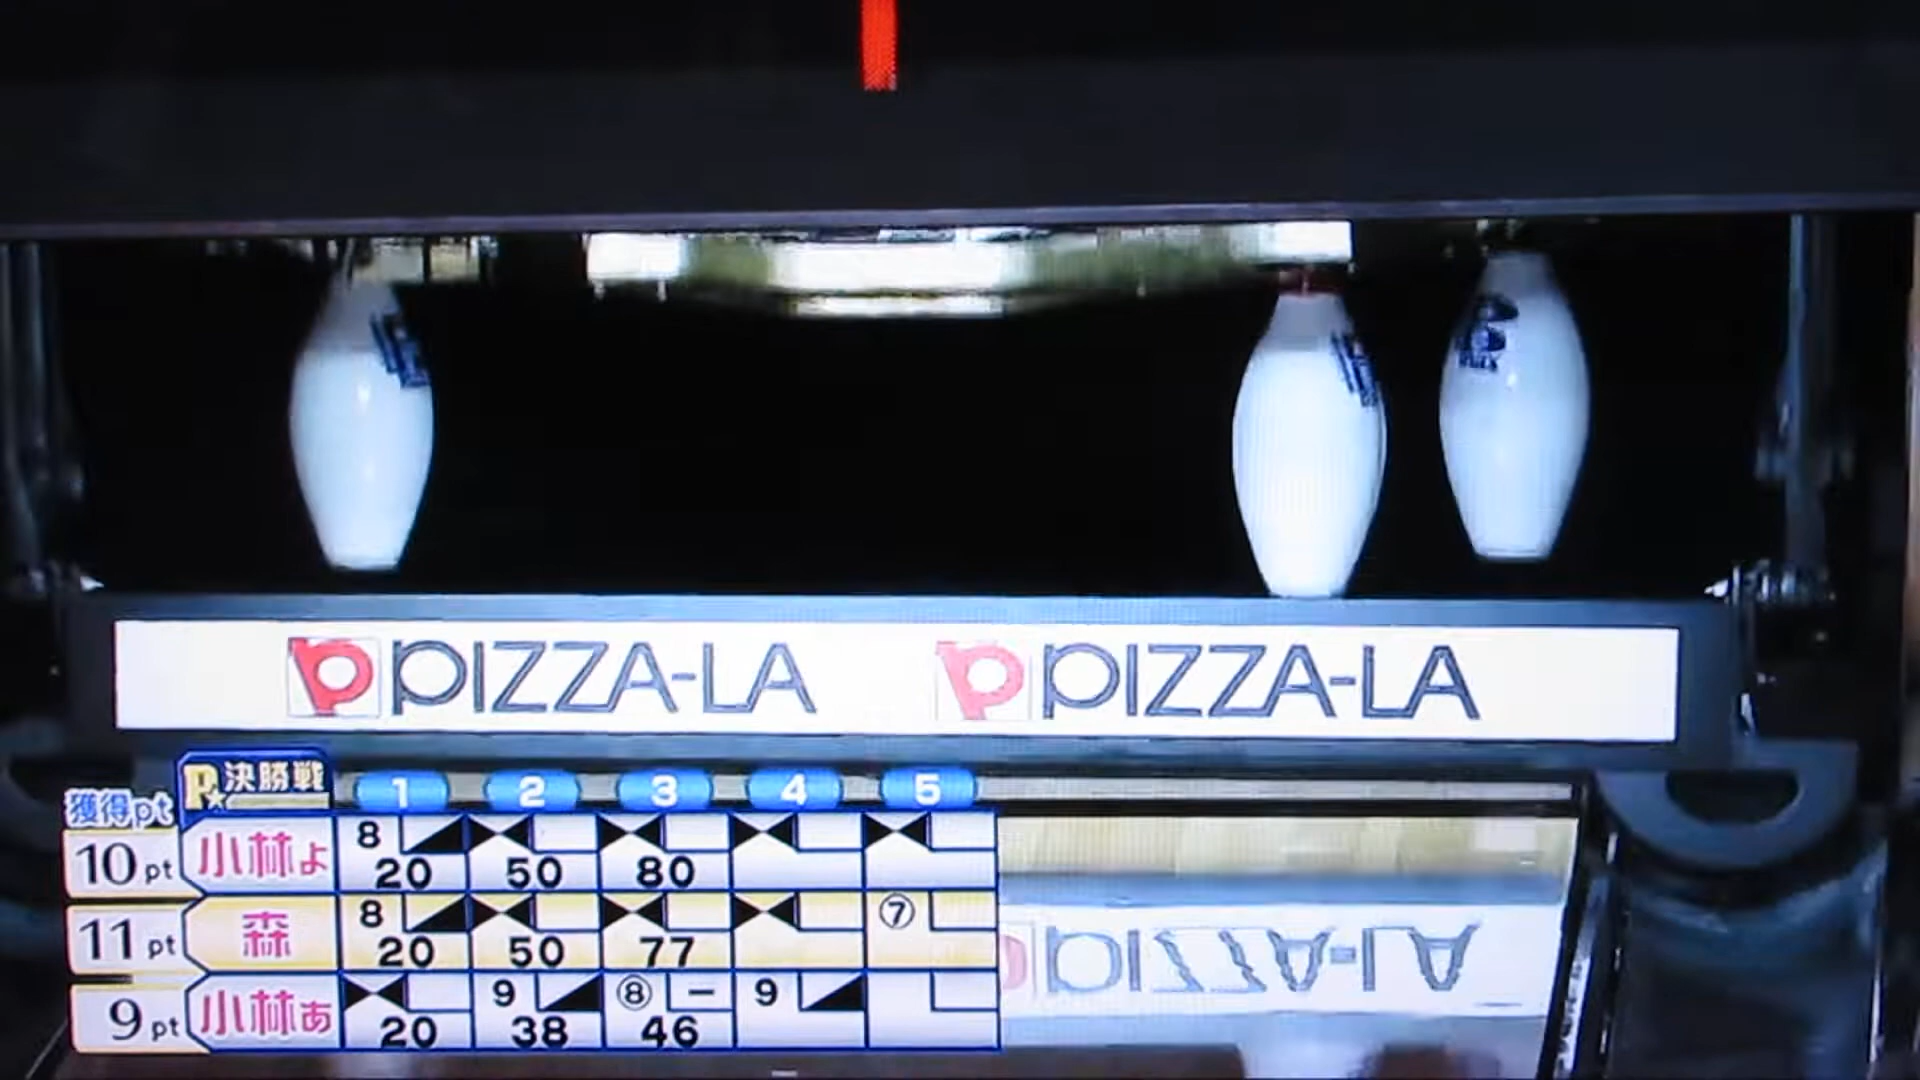 PIZZA-LA PIZZA-LA
獲得pt P★決勝戦 1 2 3 4 5
10pt 小林よ 8
20 50 80
11pt 森 8 ⑦
20 50 77
9pt 小林あ 9 ⑧ - 9
20 38 46